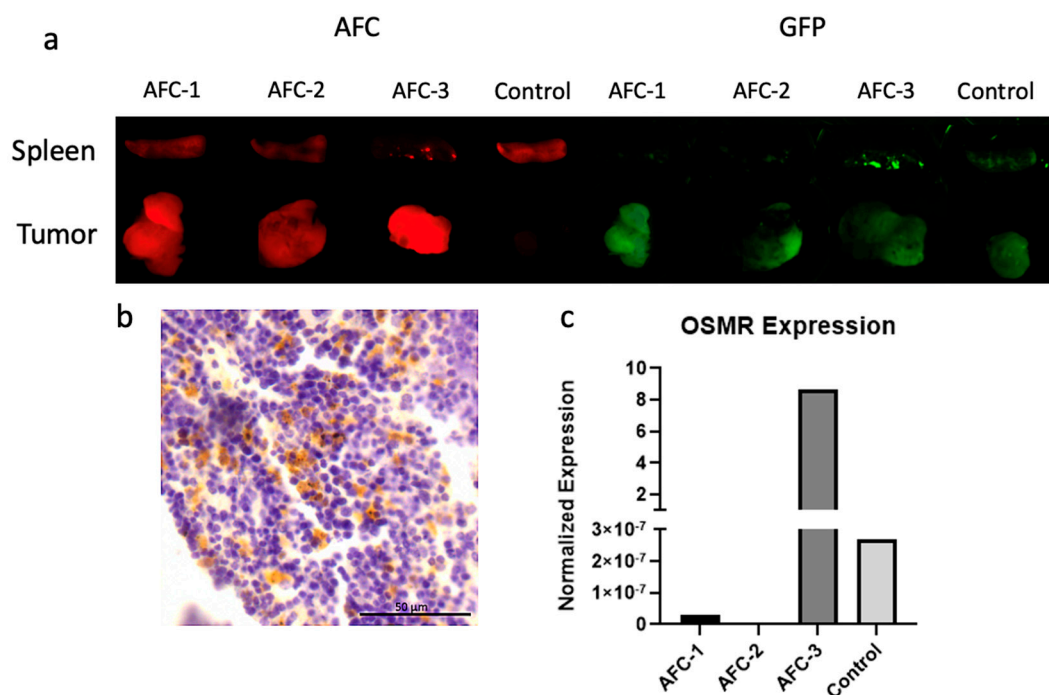 a
AFC GFP
AFC-1 AFC-2 AFC-3 Control AFC-1 AFC-2 AFC-3 Control
Spleen
Tumor
b
50 µm
c
OSMR Expression
Normalized Expression
10
8
6
4
2
3×10⁻⁷
2×10⁻⁷
1×10⁻⁷
0
AFC-1 AFC-2 AFC-3 Control